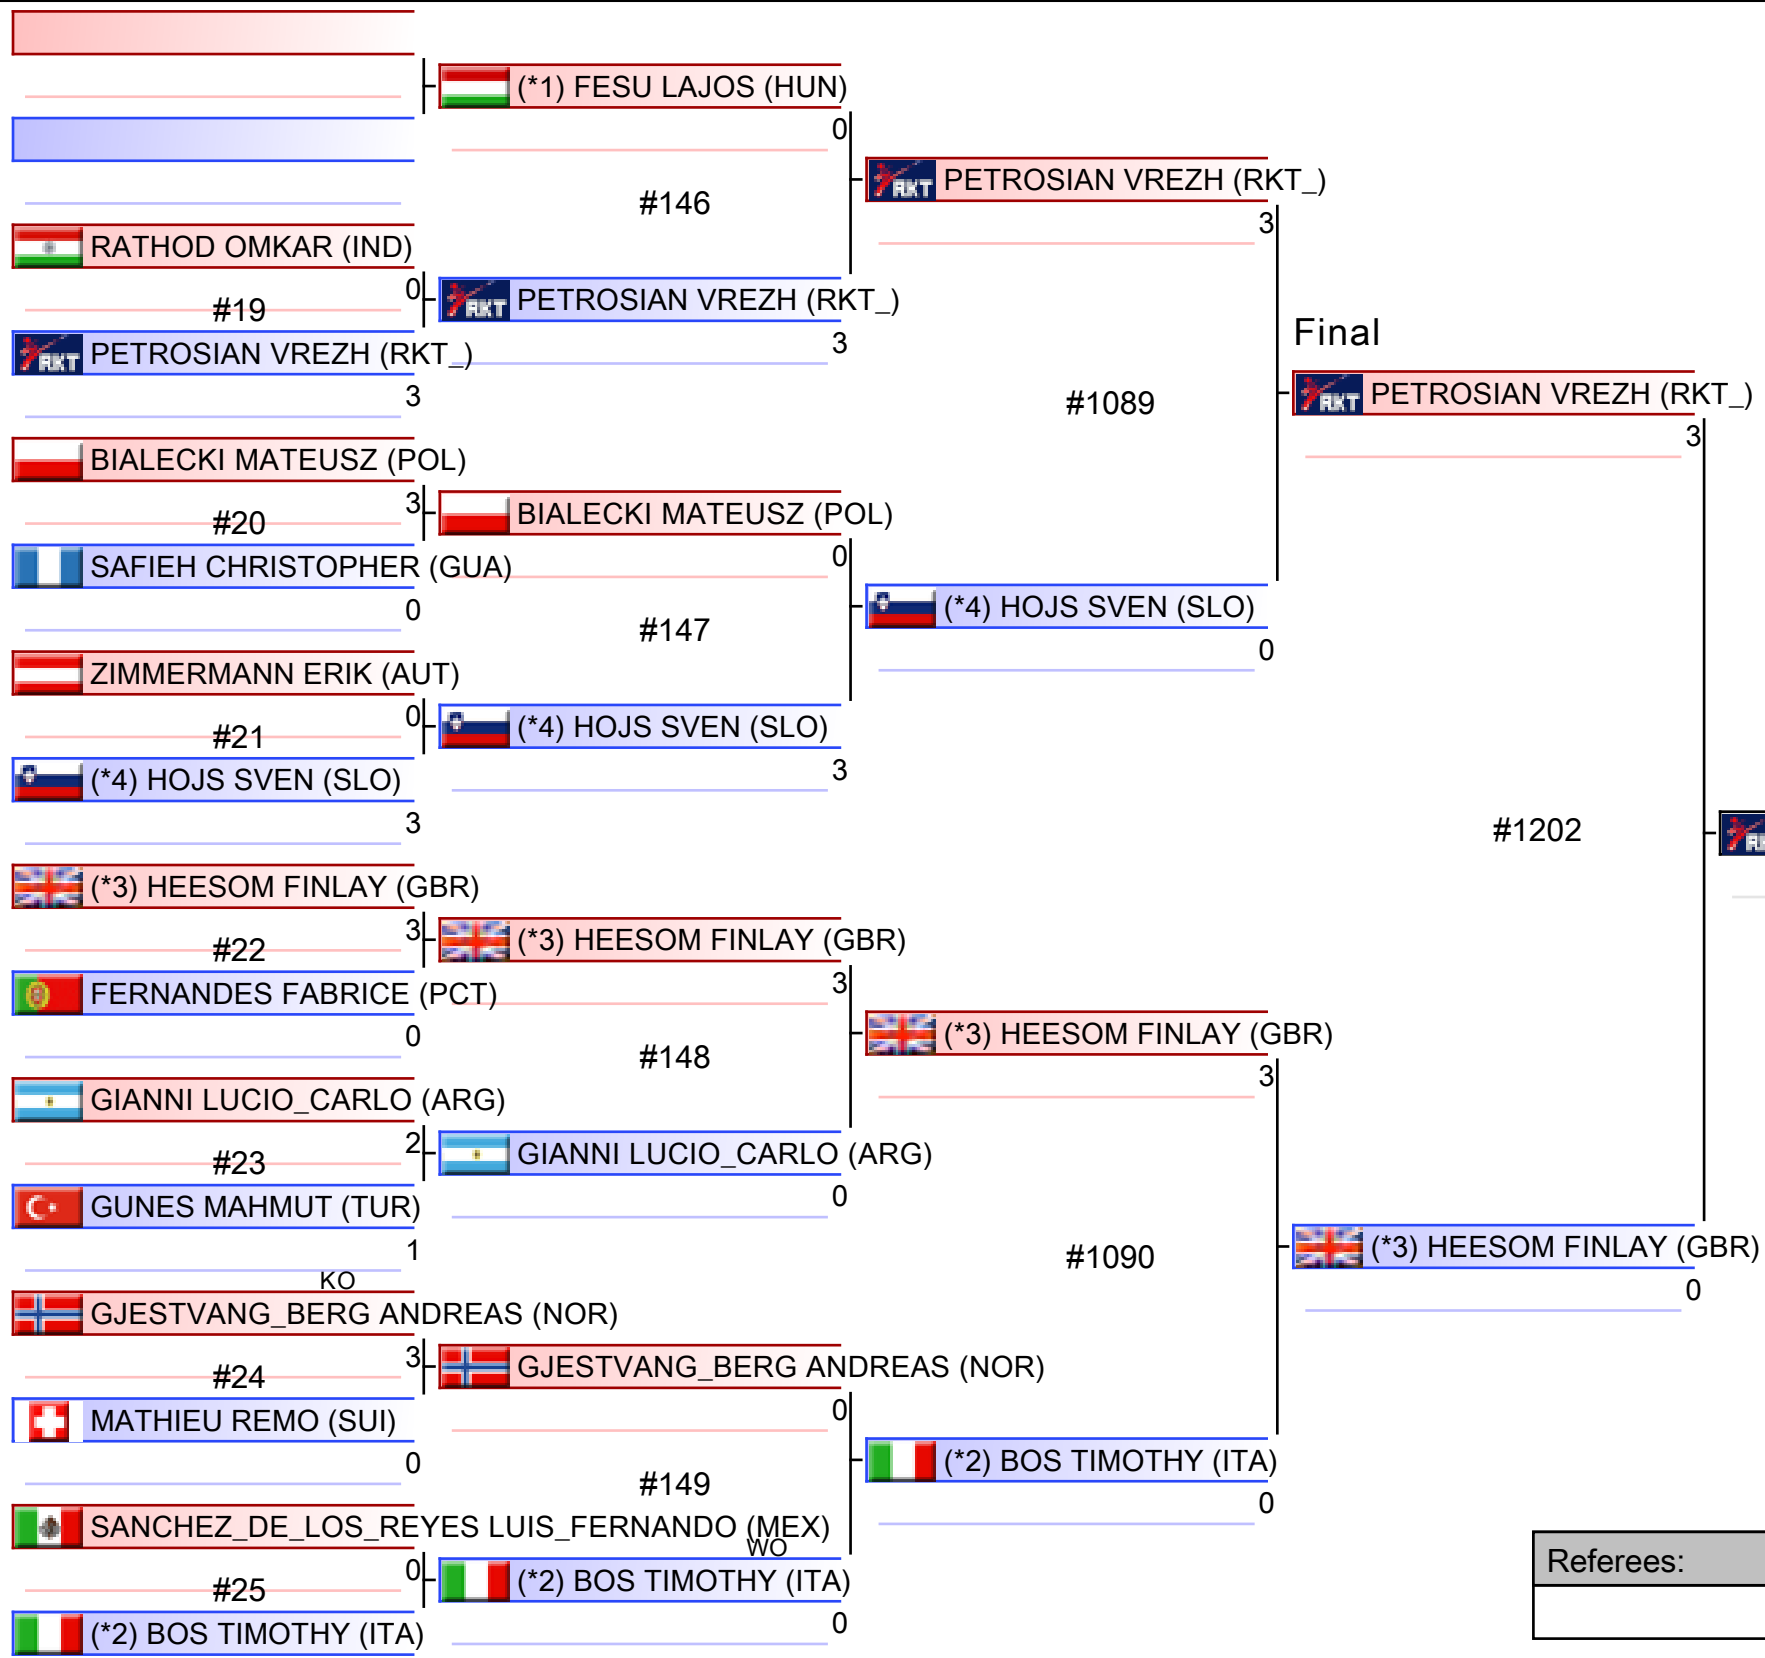 (*1) FESU LAJOS (HUN)
0
RKT PETROSIAN VREZH (RKT_)
3
#146
RATHOD OMKAR (IND)
0
#19
RKT PETROSIAN VREZH (RKT_)
3
RKT PETROSIAN VREZH (RKT_)
3
Final
#1089
RKT PETROSIAN VREZH (RKT_)
3
BIALECKI MATEUSZ (POL)
3
#20
BIALECKI MATEUSZ (POL)
0
SAFIEH CHRISTOPHER (GUA)
0
#147
(*4) HOJS SVEN (SLO)
0
ZIMMERMANN ERIK (AUT)
0
#21
(*4) HOJS SVEN (SLO)
3
(*4) HOJS SVEN (SLO)
3
#1202
(*3) HEESOM FINLAY (GBR)
3
#22
(*3) HEESOM FINLAY (GBR)
3
FERNANDES FABRICE (PCT)
0
#148
(*3) HEESOM FINLAY (GBR)
3
GIANNI LUCIO_CARLO (ARG)
2
#23
GIANNI LUCIO_CARLO (ARG)
0
GUNES MAHMUT (TUR)
1
#1090
(*3) HEESOM FINLAY (GBR)
0
KO
GJESTVANG_BERG ANDREAS (NOR)
3
#24
GJESTVANG_BERG ANDREAS (NOR)
0
MATHIEU REMO (SUI)
0
#149
(*2) BOS TIMOTHY (ITA)
0
SANCHEZ_DE_LOS_REYES LUIS_FERNANDO (MEX)
WO
0
#25
(*2) BOS TIMOTHY (ITA)
0
(*2) BOS TIMOTHY (ITA)
Referees: